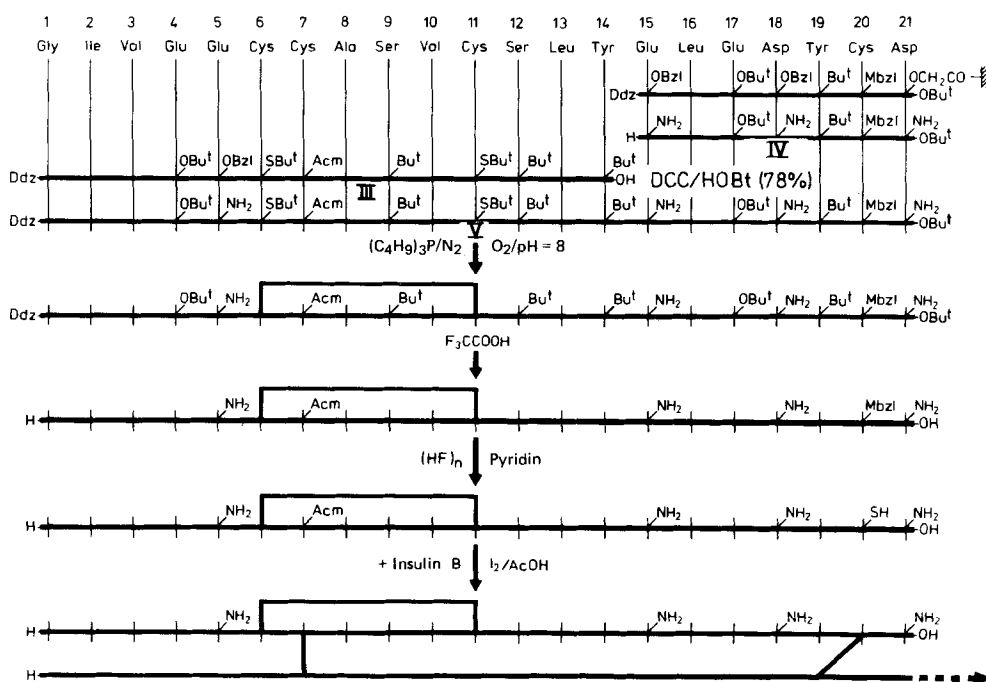 1 2 3 4 5 6 7 8 9 10 11 12 13 14 15 16 17 18 19 20 21
Gly Ile Val Glu Glu Cys Cys Ala Ser Val Cys Ser Leu Tyr Glu Leu Glu Asp Tyr Cys Asp
OBzl OBuᵗ OBzl Buᵗ Mbzl OCH₂CO
Ddz OBuᵗ
NH₂ OBuᵗ NH₂ Buᵗ Mbzl NH₂
H OBuᵗ
IV
OBuᵗ OBzl SBuᵗ Acm Buᵗ SBuᵗ Buᵗ Buᵗ
Ddz OH DCC/HOBt (78%)
III
OBuᵗ NH₂ SBuᵗ Acm Buᵗ SBuᵗ Buᵗ Buᵗ NH₂ OBuᵗ NH₂ Buᵗ Mbzl NH₂
Ddz OBuᵗ
V
(C₄H₉)₃P/N₂ O₂/pH = 8
OBuᵗ NH₂ Acm Buᵗ Buᵗ Buᵗ NH₂ OBuᵗ NH₂ Buᵗ Mbzl NH₂
Ddz OBuᵗ
F₃CCOOH
NH₂ Acm NH₂ NH₂ Mbzl NH₂
H OH
(HF)ₙ Pyridin
NH₂ Acm NH₂ NH₂ SH NH₂
H OH
+ Insulin B I₂/AcOH
NH₂ NH₂ NH₂ NH₂
H OH
H